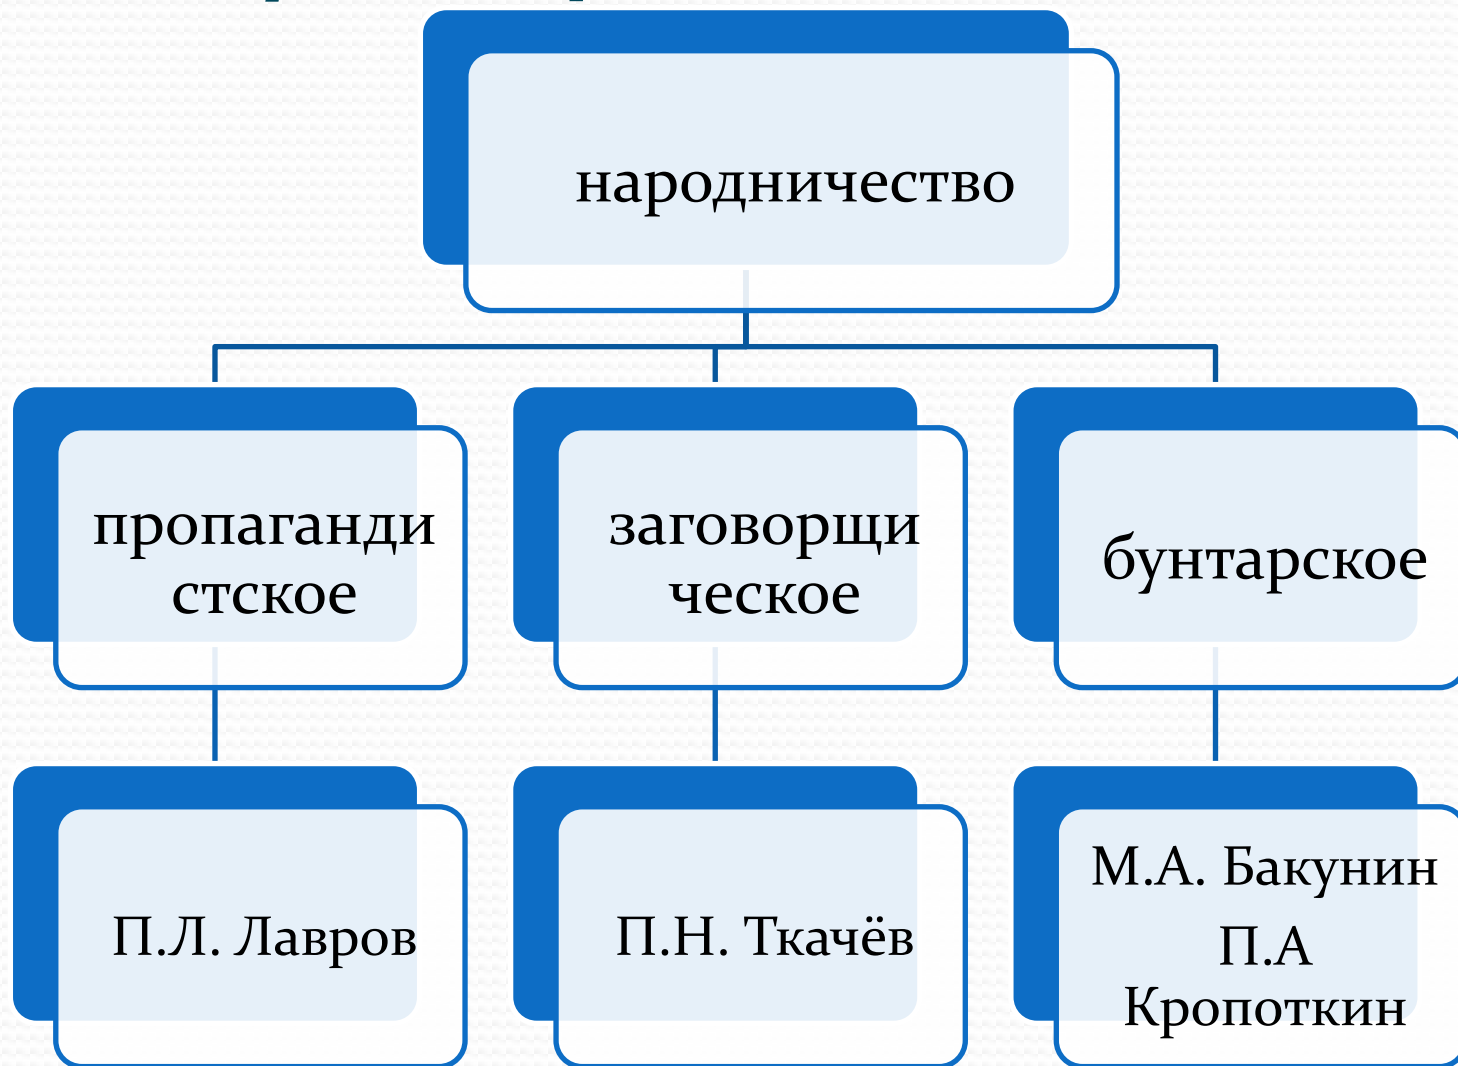 народничество
пропаганди
стское
заговорщи
ческое
бунтарское
П.Л. Лавров
П.Н. Ткачёв
М.А. Бакунин
П.А
Кропоткин